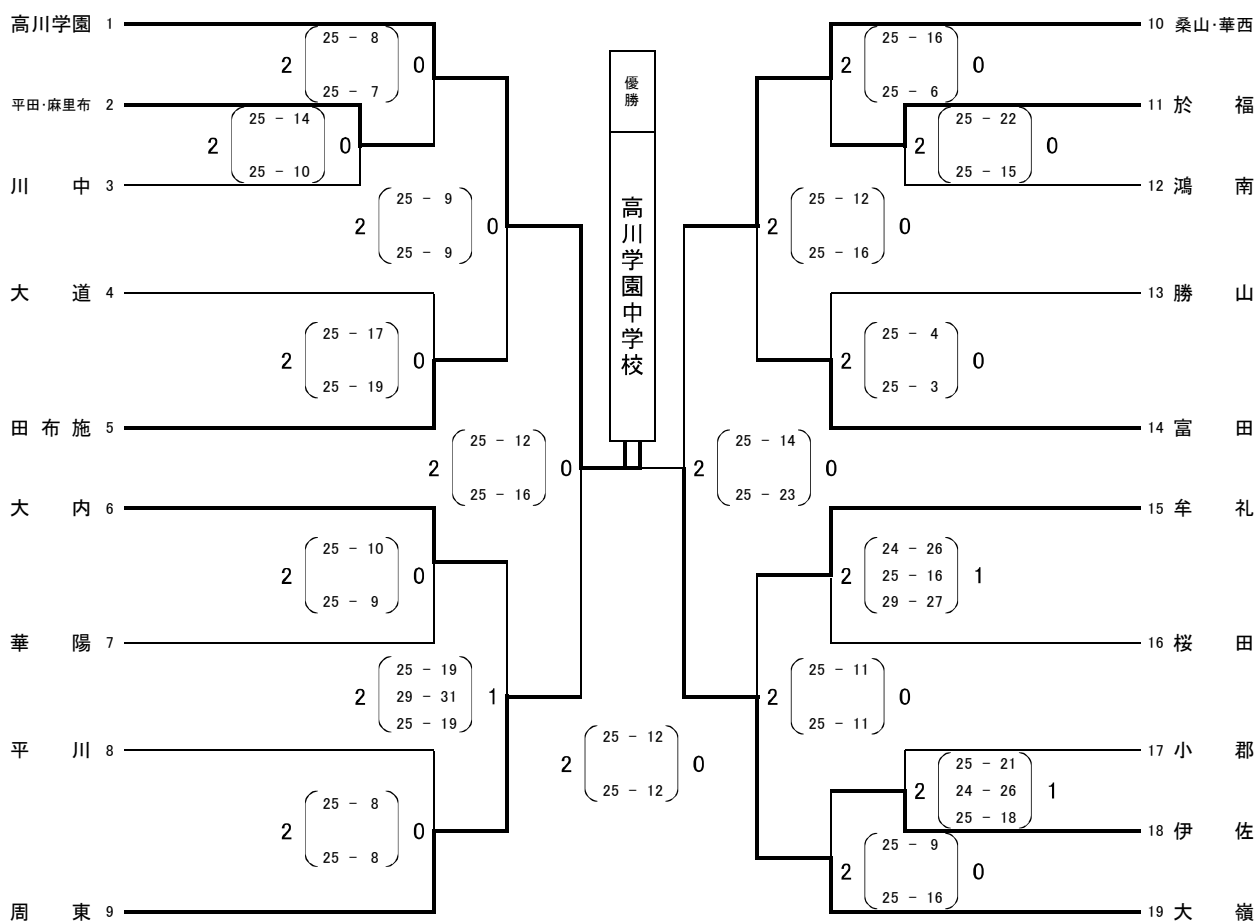 高川学園 1
25 - 8
2 0
25 - 7
平田・麻里布 2
25 - 14
2 0
25 - 10
川中 3
25 - 9
2 0
25 - 9
大道 4
25 - 17
2 0
25 - 19
田布施 5
25 - 12
2 0
25 - 16
大内 6
25 - 10
2 0
25 - 9
華陽 7
25 - 19
2 29 - 31 1
25 - 19
平川 8
25 - 8
2 0
25 - 8
周東 9
優勝
高川学園中学校
25 - 12
2 0
25 - 12
10 桑山・華西
25 - 16
2 0
25 - 6
11 於福
25 - 22
2 0
25 - 15
12 鴻南
25 - 12
2 0
25 - 16
13 勝山
25 - 4
2 0
25 - 3
14 富田
25 - 14
2 0
25 - 23
15 牟礼
24 - 26
2 25 - 16 1
29 - 27
16 桜田
25 - 11
2 0
25 - 11
17 小郡
25 - 21
2 24 - 26 1
25 - 18
18 伊佐
25 - 9
2 0
25 - 16
19 大嶺